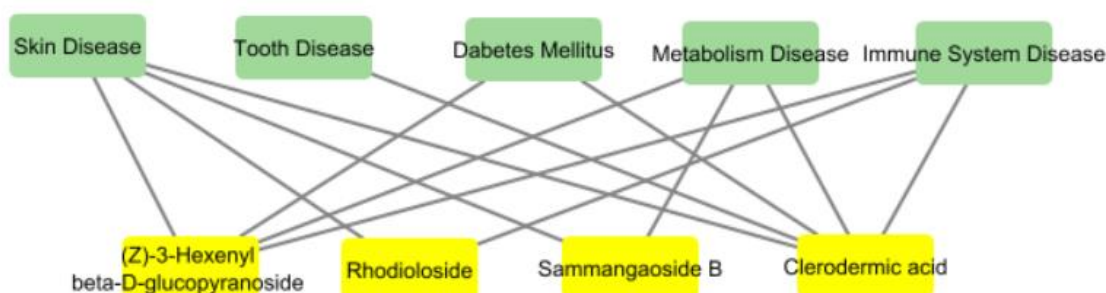 Skin Disease
Tooth Disease
Dabetes Mellitus
Metabolism Disease
Immune System Disease
(Z)-3-Hexenyl
beta-D-glucopyranoside
Rhodioloside
Sammangaoside B
Clerodermic acid